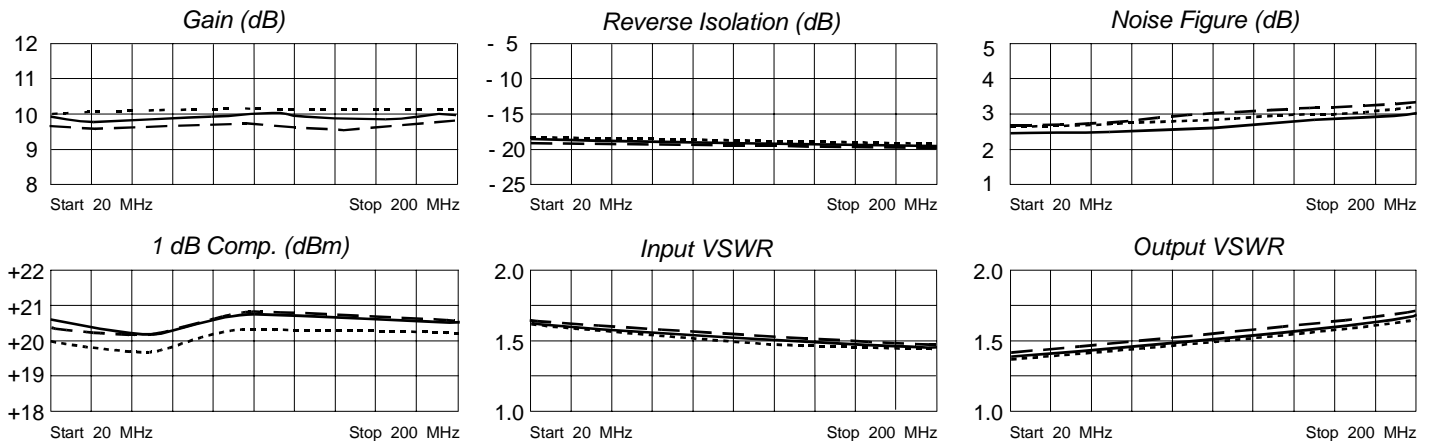 Gain (dB)
12
11
10
9
8
Start 20 MHz
Stop 200 MHz
Reverse Isolation (dB)
- 5
- 10
- 15
- 20
- 25
Start 20 MHz
Stop 200 MHz
Noise Figure (dB)
5
4
3
2
1
Start 20 MHz
Stop 200 MHz
1 dB Comp. (dBm)
+22
+21
+20
+19
+18
Start 20 MHz
Stop 200 MHz
Input VSWR
2.0
1.5
1.0
Start 20 MHz
Stop 200 MHz
Output VSWR
2.0
1.5
1.0
Start 20 MHz
Stop 200 MHz